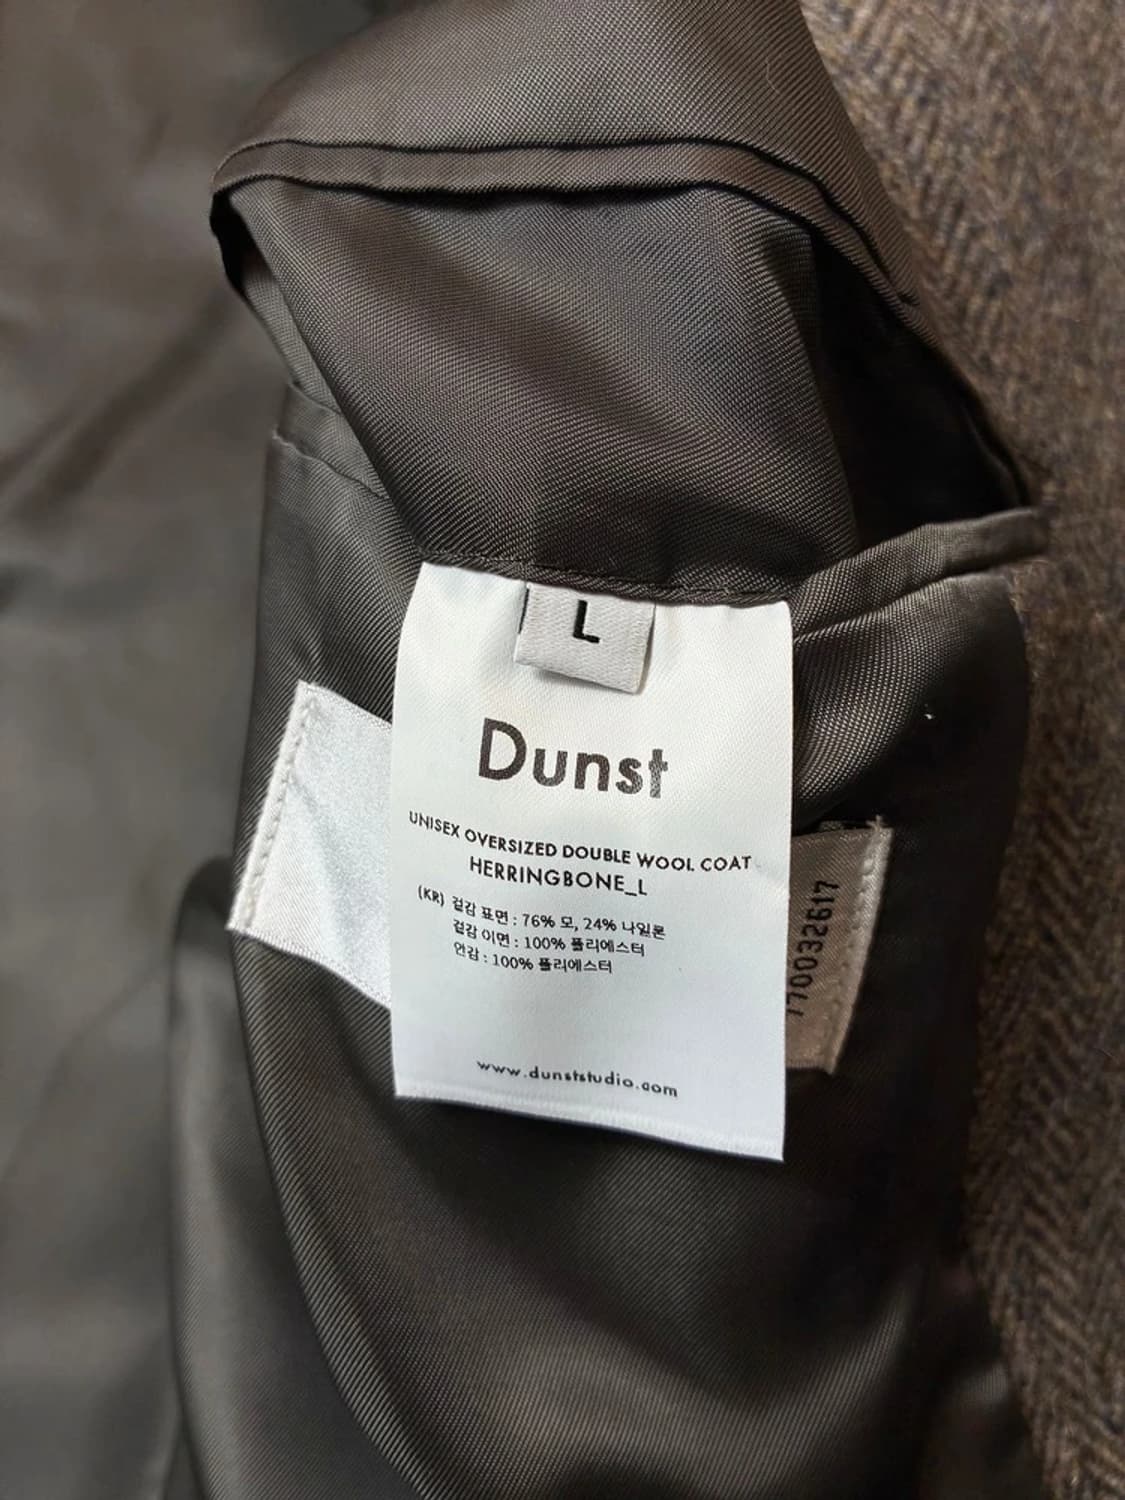 L
Dunst
UNISEX OVERSIZED DOUBLE WOOL COAT
HERRINGBONE_L
(KR) 겉감 표면 : 76% 모, 24% 나일론
겉감 이면 : 100% 폴리에스터
안감 : 100% 폴리에스터
www.dunststudio.com
170032617